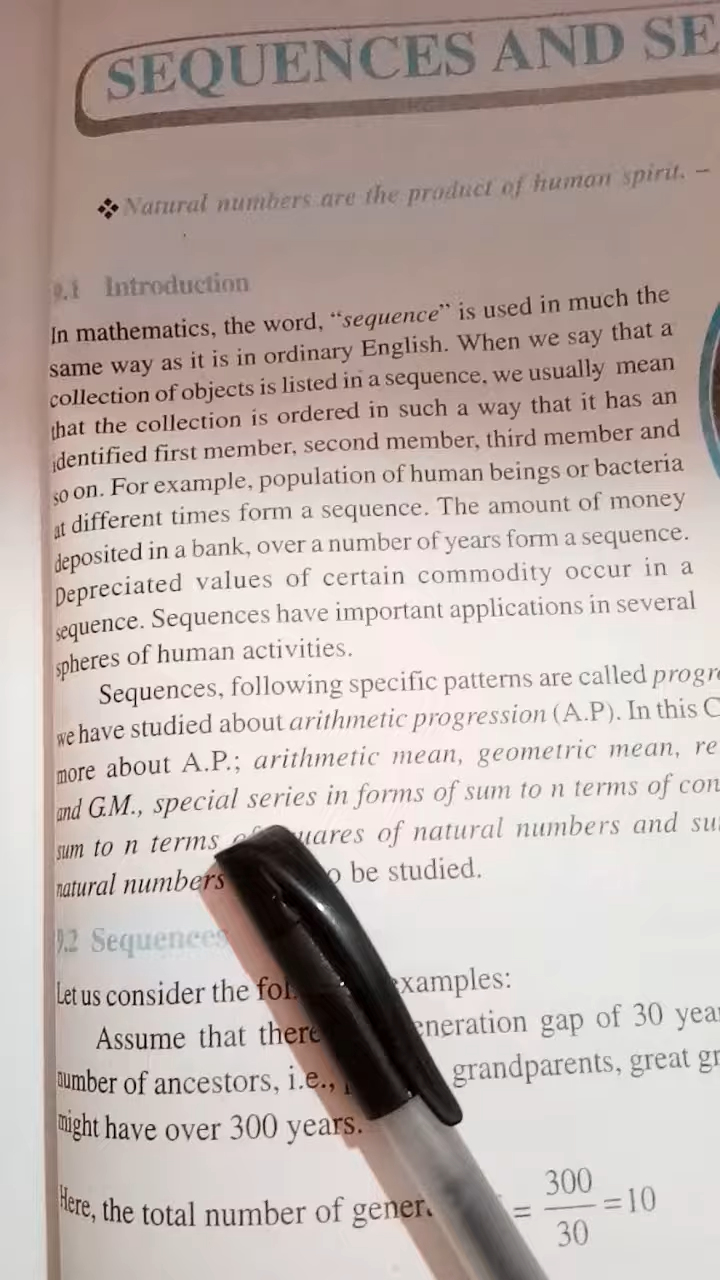 SEQUENCES AND SE
❖ Natural numbers are the product of human spirit. –
9.1 Introduction
In mathematics, the word, “sequence” is used in much the
same way as it is in ordinary English. When we say that a
collection of objects is listed in a sequence, we usually mean
that the collection is ordered in such a way that it has an
identified first member, second member, third member and
so on. For example, population of human beings or bacteria
at different times form a sequence. The amount of money
deposited in a bank, over a number of years form a sequence.
Depreciated values of certain commodity occur in a
sequence. Sequences have important applications in several
spheres of human activities.
Sequences, following specific patterns are called progre
we have studied about arithmetic progression (A.P). In this C
more about A.P.; arithmetic mean, geometric mean, re
and G.M., special series in forms of sum to n terms of con
sum to n terms of uares of natural numbers and su
natural numbers o be studied.
9.2 Sequences
Let us consider the fol examples:
Assume that there eneration gap of 30 yea
number of ancestors, i.e., grandparents, great gr
might have over 300 years.
Here, the total number of gener = 300/30 = 10